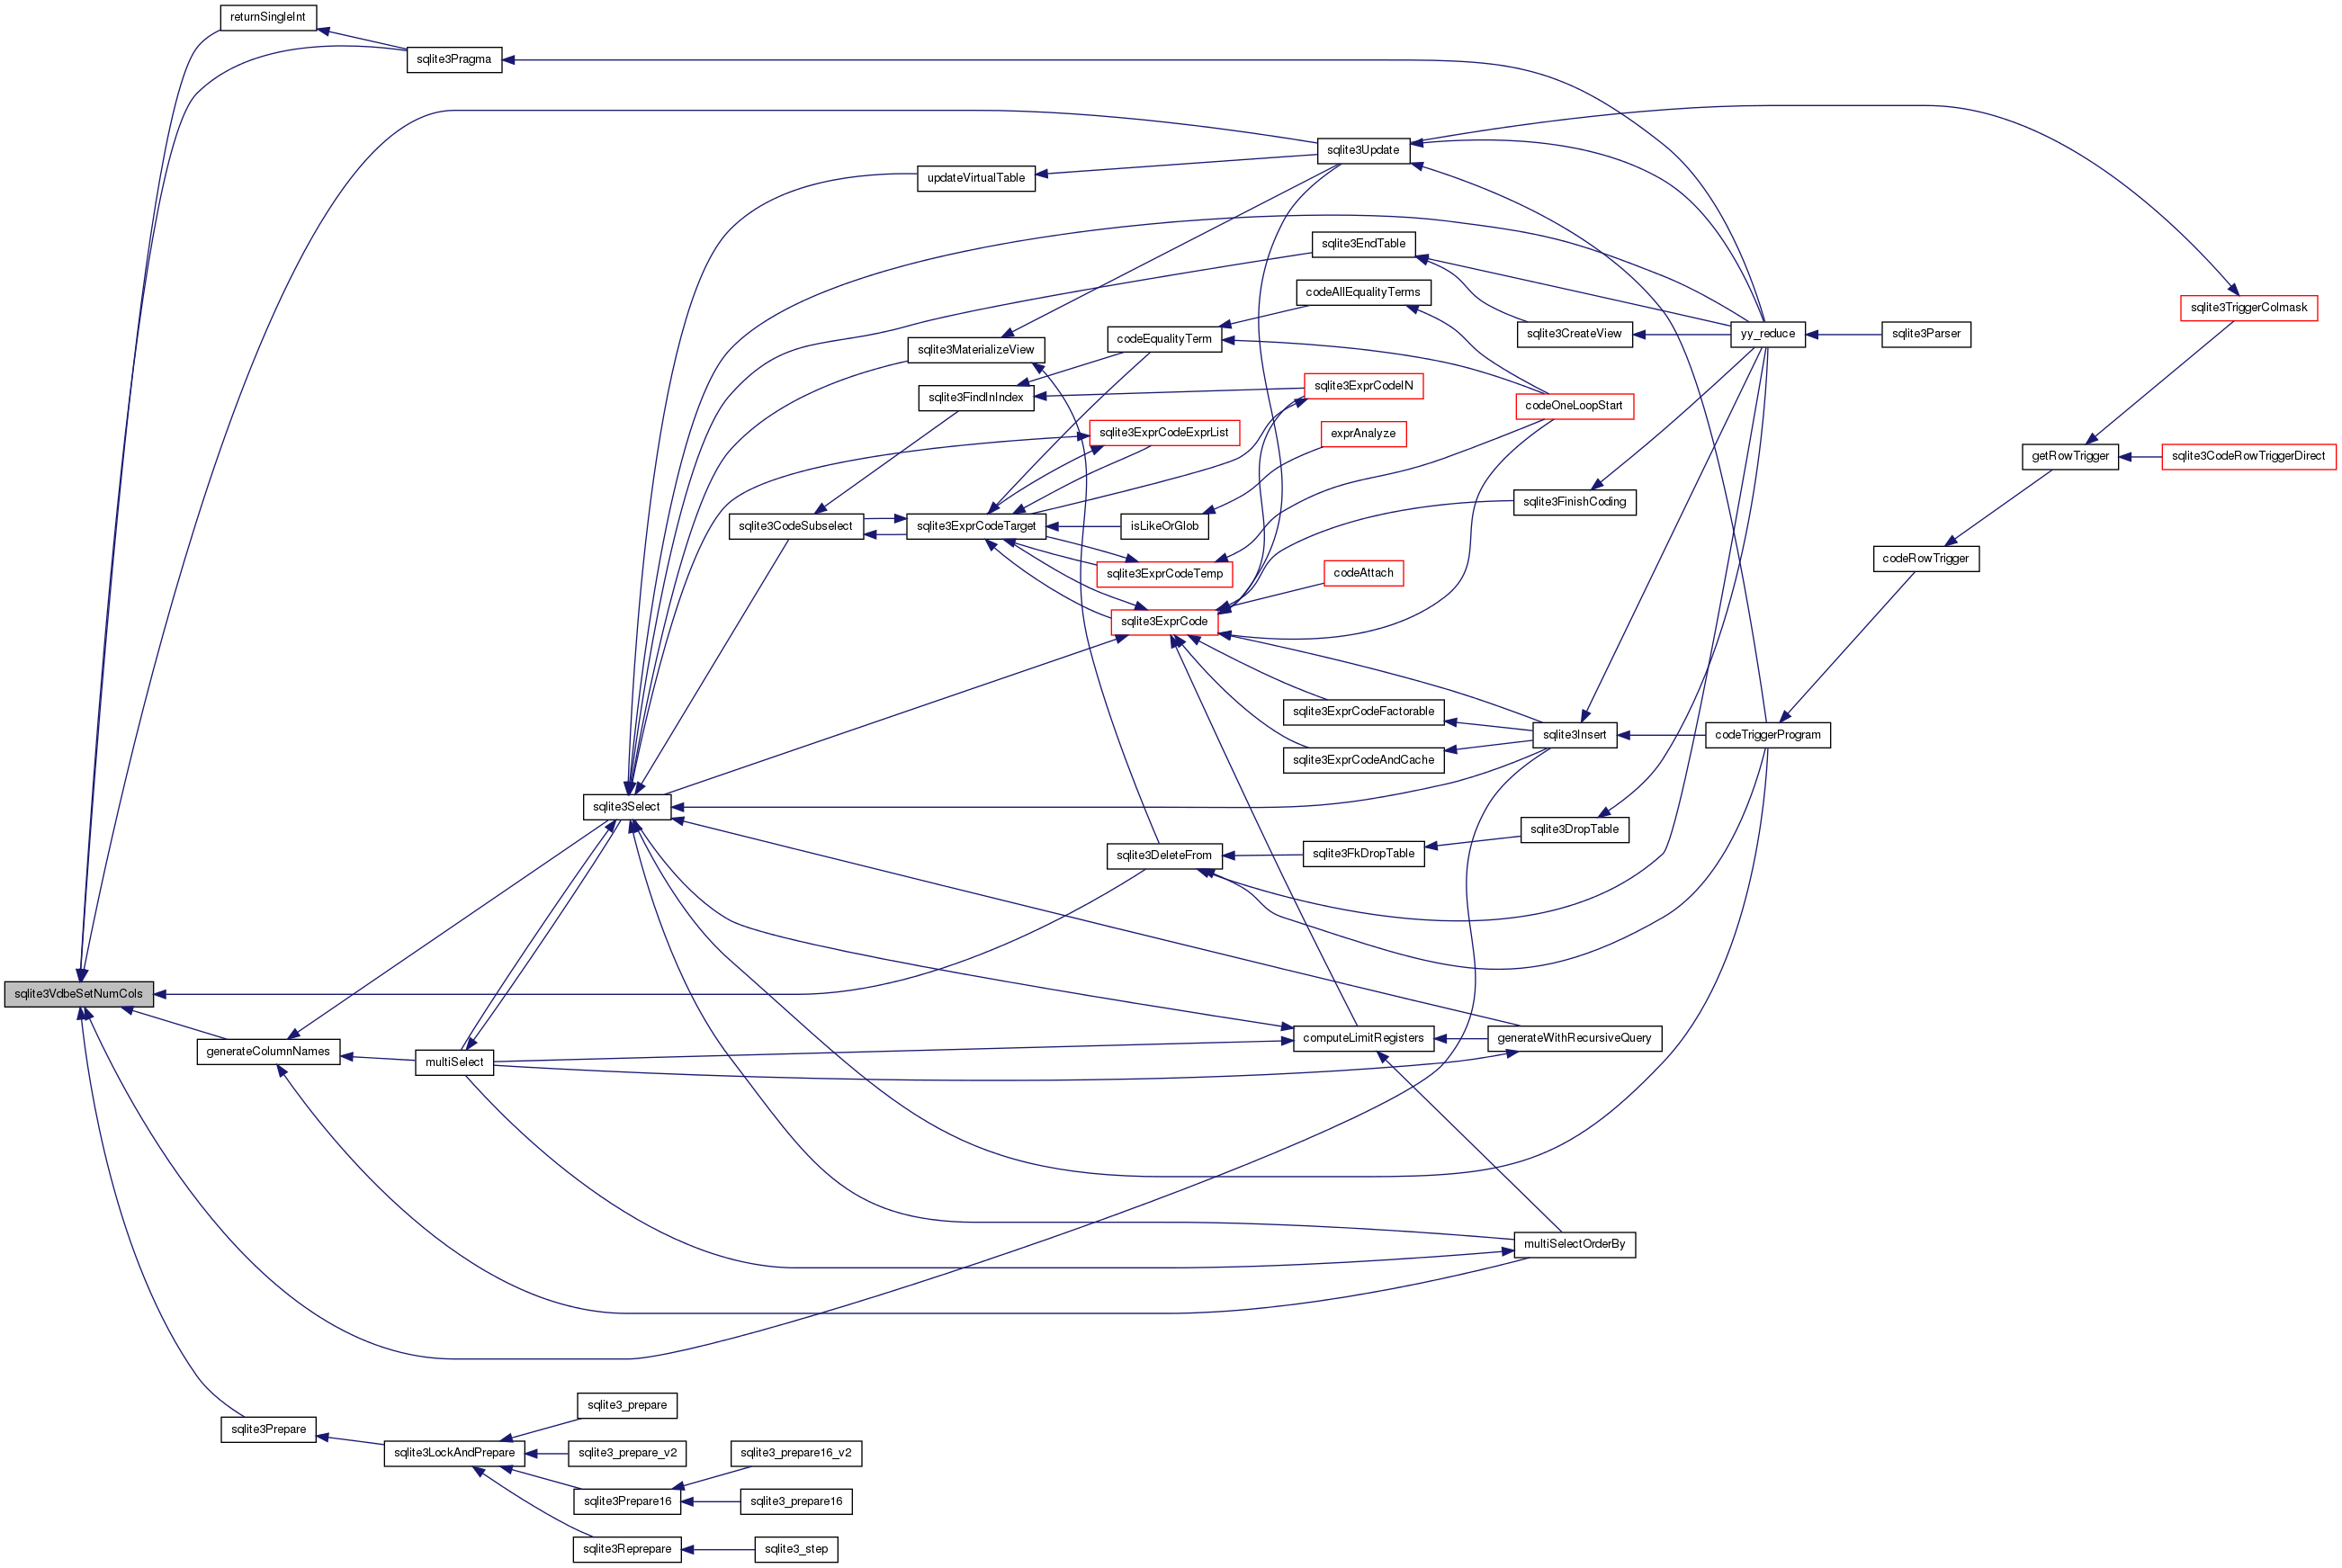 returnSingleInt
sqlite3Pragma
sqlite3Update
updateVirtualTable
sqlite3EndTable
codeAllEqualityTerms
sqlite3TriggerColmask
sqlite3CreateView
yy_reduce
sqlite3Parser
codeEqualityTerm
sqlite3MaterializeView
sqlite3ExprCodeIN
sqlite3FindInIndex
codeOneLoopStart
sqlite3ExprCodeExprList
exprAnalyze
getRowTrigger
sqlite3CodeRowTriggerDirect
sqlite3FinishCoding
sqlite3CodeSubselect
sqlite3ExprCodeTarget
isLikeOrGlob
codeRowTrigger
sqlite3ExprCodeTemp
codeAttach
sqlite3ExprCode
sqlite3ExprCodeFactorable
sqlite3Insert
codeTriggerProgram
sqlite3ExprCodeAndCache
sqlite3Select
sqlite3DropTable
sqlite3DeleteFrom
sqlite3FkDropTable
sqlite3VdbeSetNumCols
computeLimitRegisters
generateWithRecursiveQuery
generateColumnNames
multiSelect
multiSelectOrderBy
sqlite3_prepare
sqlite3Prepare
sqlite3LockAndPrepare
sqlite3_prepare_v2
sqlite3_prepare16_v2
sqlite3Prepare16
sqlite3_prepare16
sqlite3Reprepare
sqlite3_step